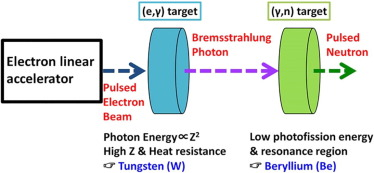 (e,γ) target
(γ,n) target
Electron linear
accelerator
Bremsstrahlung
Photon
Pulsed
Neutron
Pulsed
Electron
Beam
Photon Energy∝Z²
High Z & Heat resistance
☞ Tungsten (W)
Low photofission energy
& resonance region
☞ Beryllium (Be)